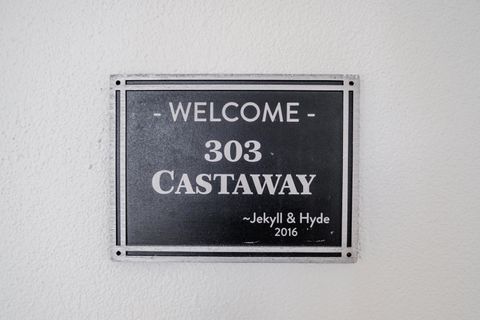 - WELCOME -
303
CASTAWAY
~Jekyll & Hyde
2016